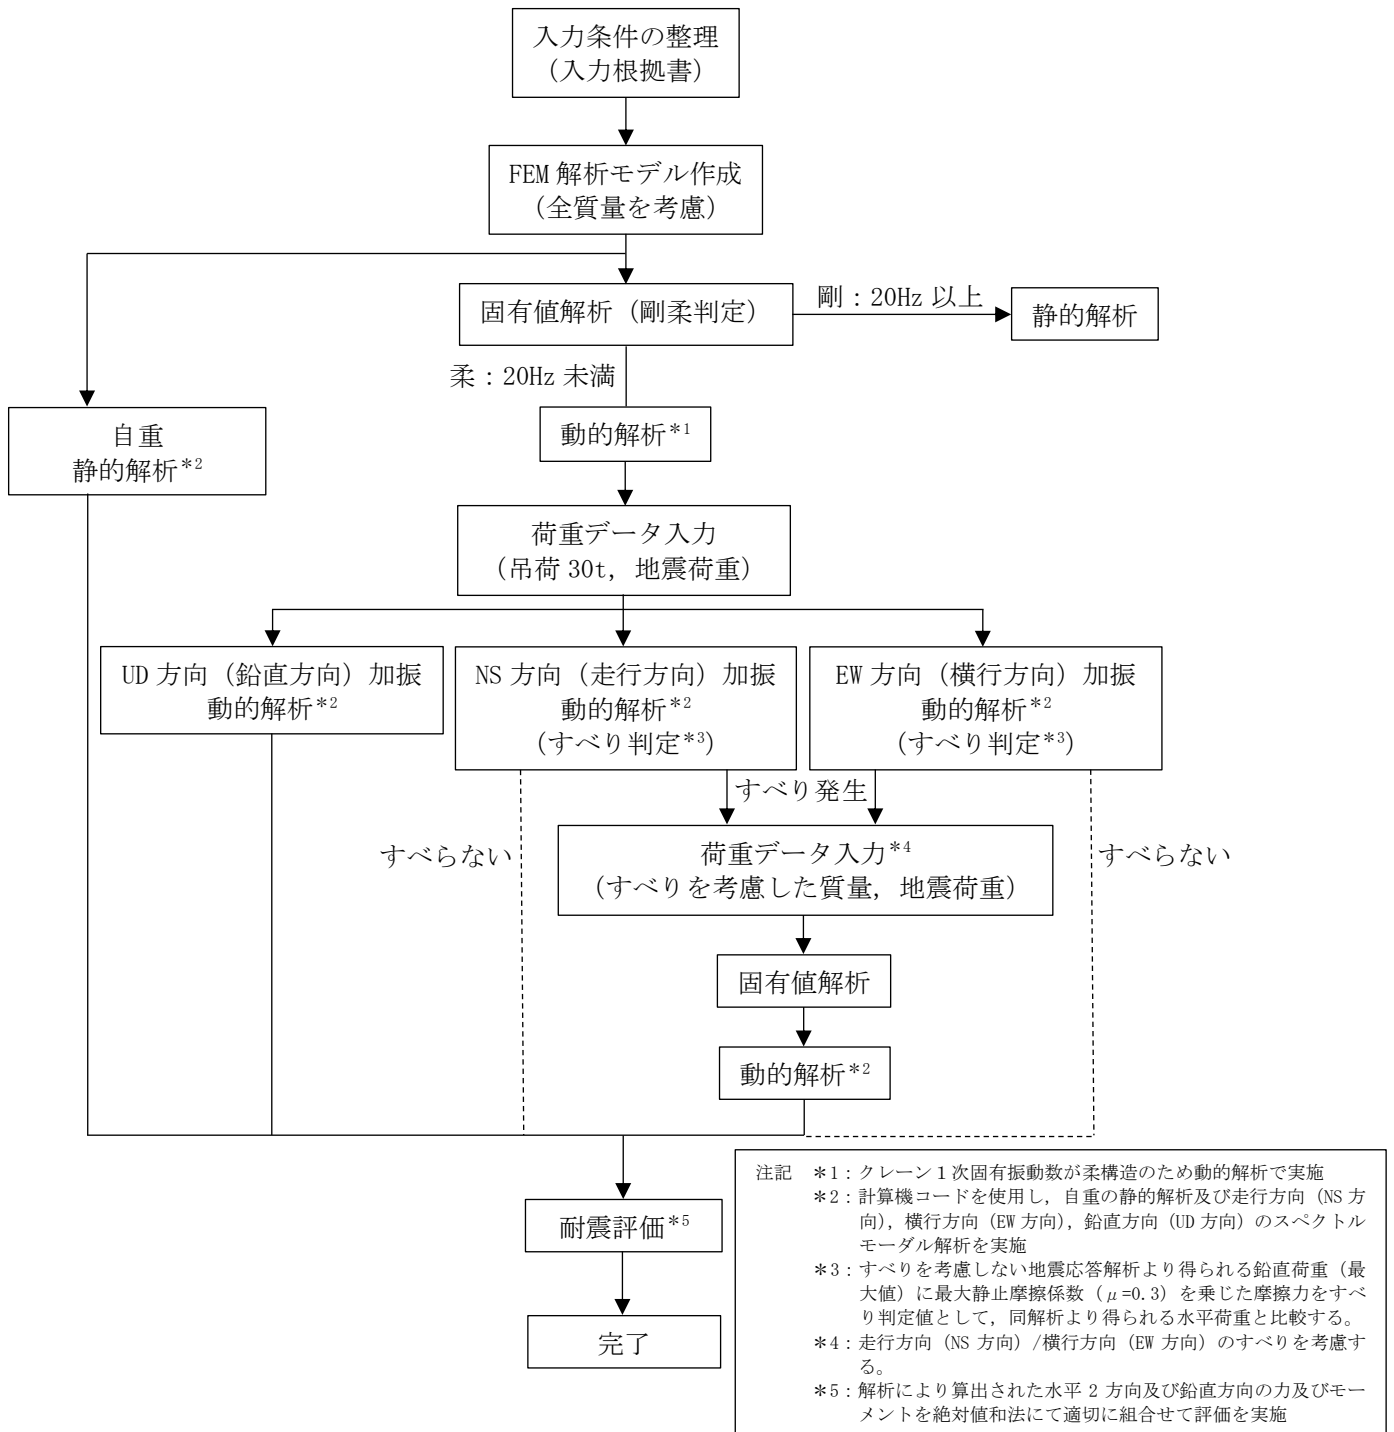 入力条件の整理
（入力根拠書）
FEM 解析モデル作成
（全質量を考慮）
固有値解析（剛柔判定）
剛：20Hz 以上
静的解析
柔：20Hz 未満
自重
静的解析*2
動的解析*1
荷重データ入力
（吊荷 30t，地震荷重）
UD 方向（鉛直方向）加振
動的解析*2
NS 方向（走行方向）加振
動的解析*2
（すべり判定*3）
EW 方向（横行方向）加振
動的解析*2
（すべり判定*3）
すべり発生
すべらない
荷重データ入力*4
（すべりを考慮した質量，地震荷重）
すべらない
固有値解析
動的解析*2
耐震評価*5
完了
注記　＊1：クレーン１次固有振動数が柔構造のため動的解析で実施
＊2：計算機コードを使用し，自重の静的解析及び走行方向（NS 方
向），横行方向（EW 方向），鉛直方向（UD 方向）のスペクトル
モーダル解析を実施
＊3：すべりを考慮しない地震応答解析より得られる鉛直荷重（最
大値）に最大静止摩擦係数（μ=0.3）を乗じた摩擦力をすべ
り判定値として，同解析より得られる水平荷重と比較する。
＊4：走行方向（NS 方向）/横行方向（EW 方向）のすべりを考慮す
る。
＊5：解析により算出された水平 2 方向及び鉛直方向の力及びモー
メントを絶対値和法にて適切に組合せて評価を実施